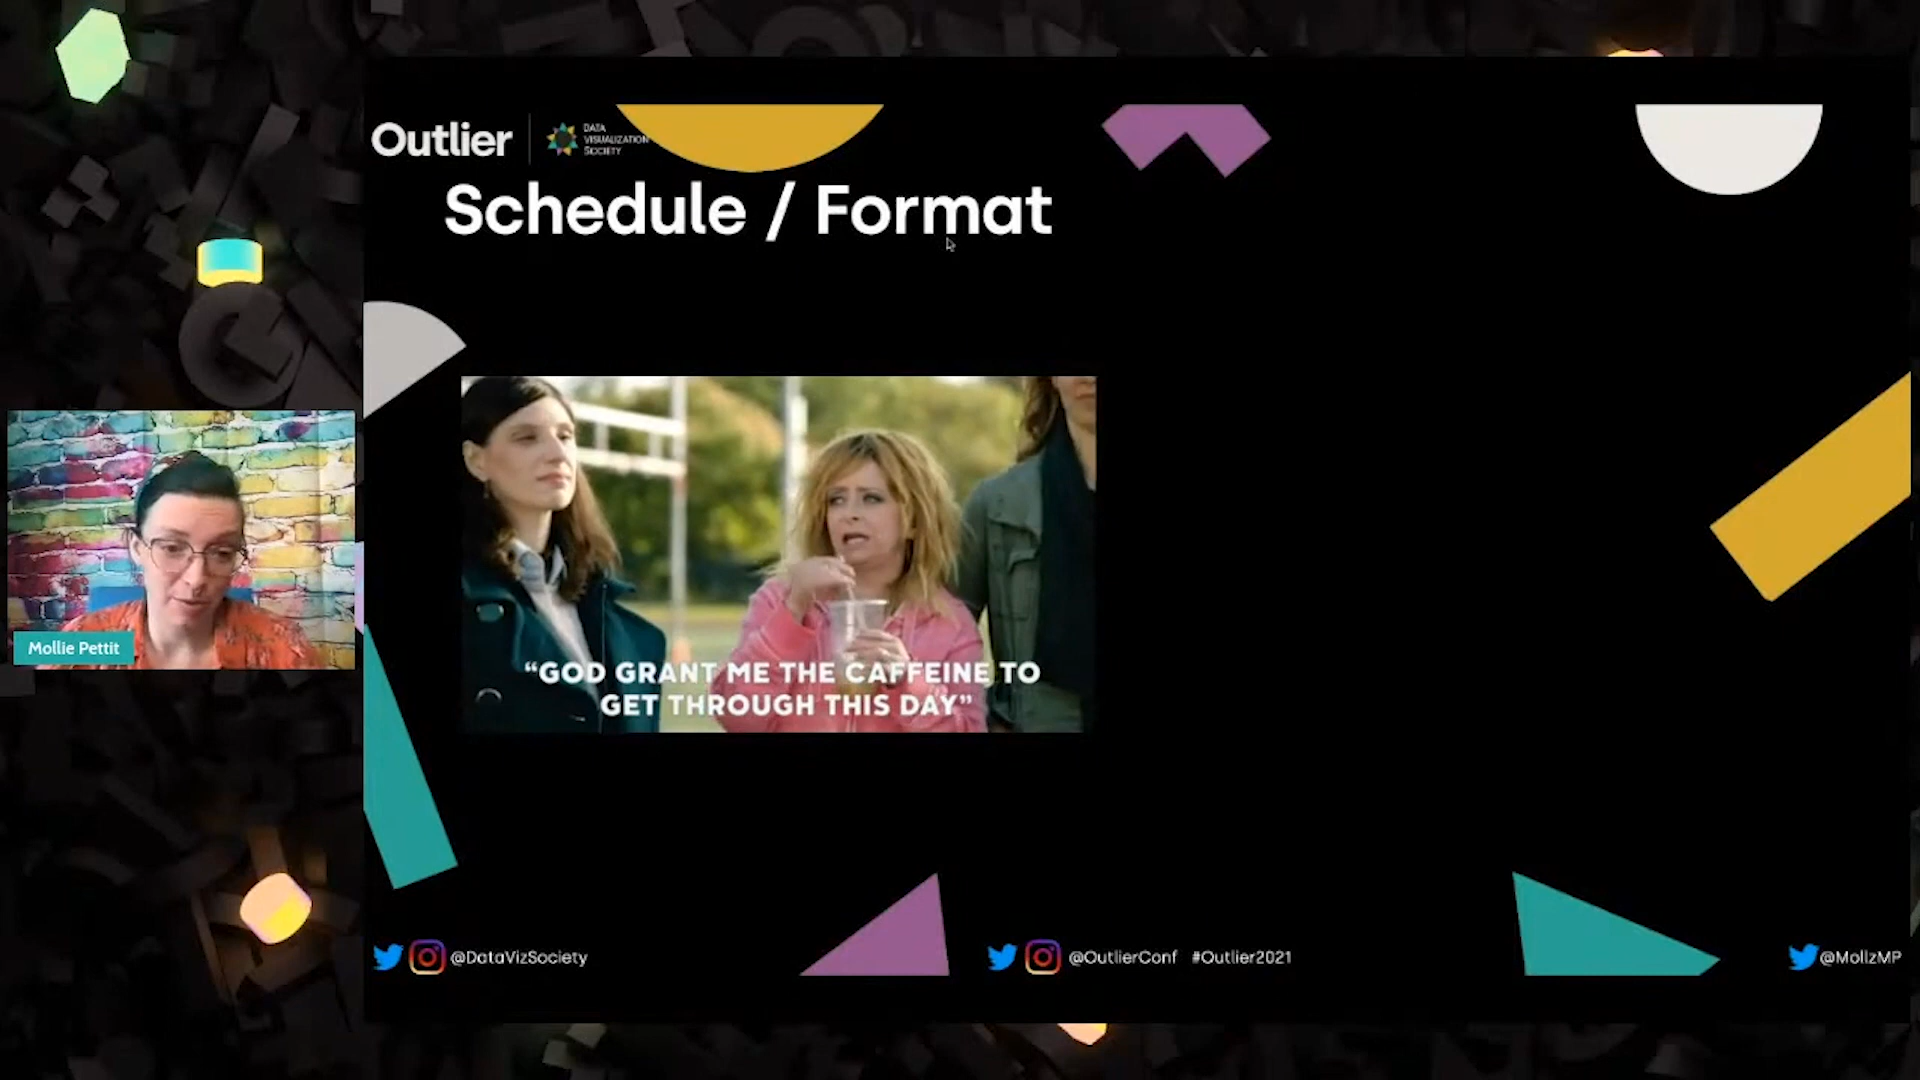 Outlier
DATA
VISUALIZATION
SOCIETY
Schedule / Format
Mollie Pettit
“GOD GRANT ME THE CAFFEINE TO
GET THROUGH THIS DAY”
@DataVizSociety
@OutlierConf #Outlier2021
@MollzMP